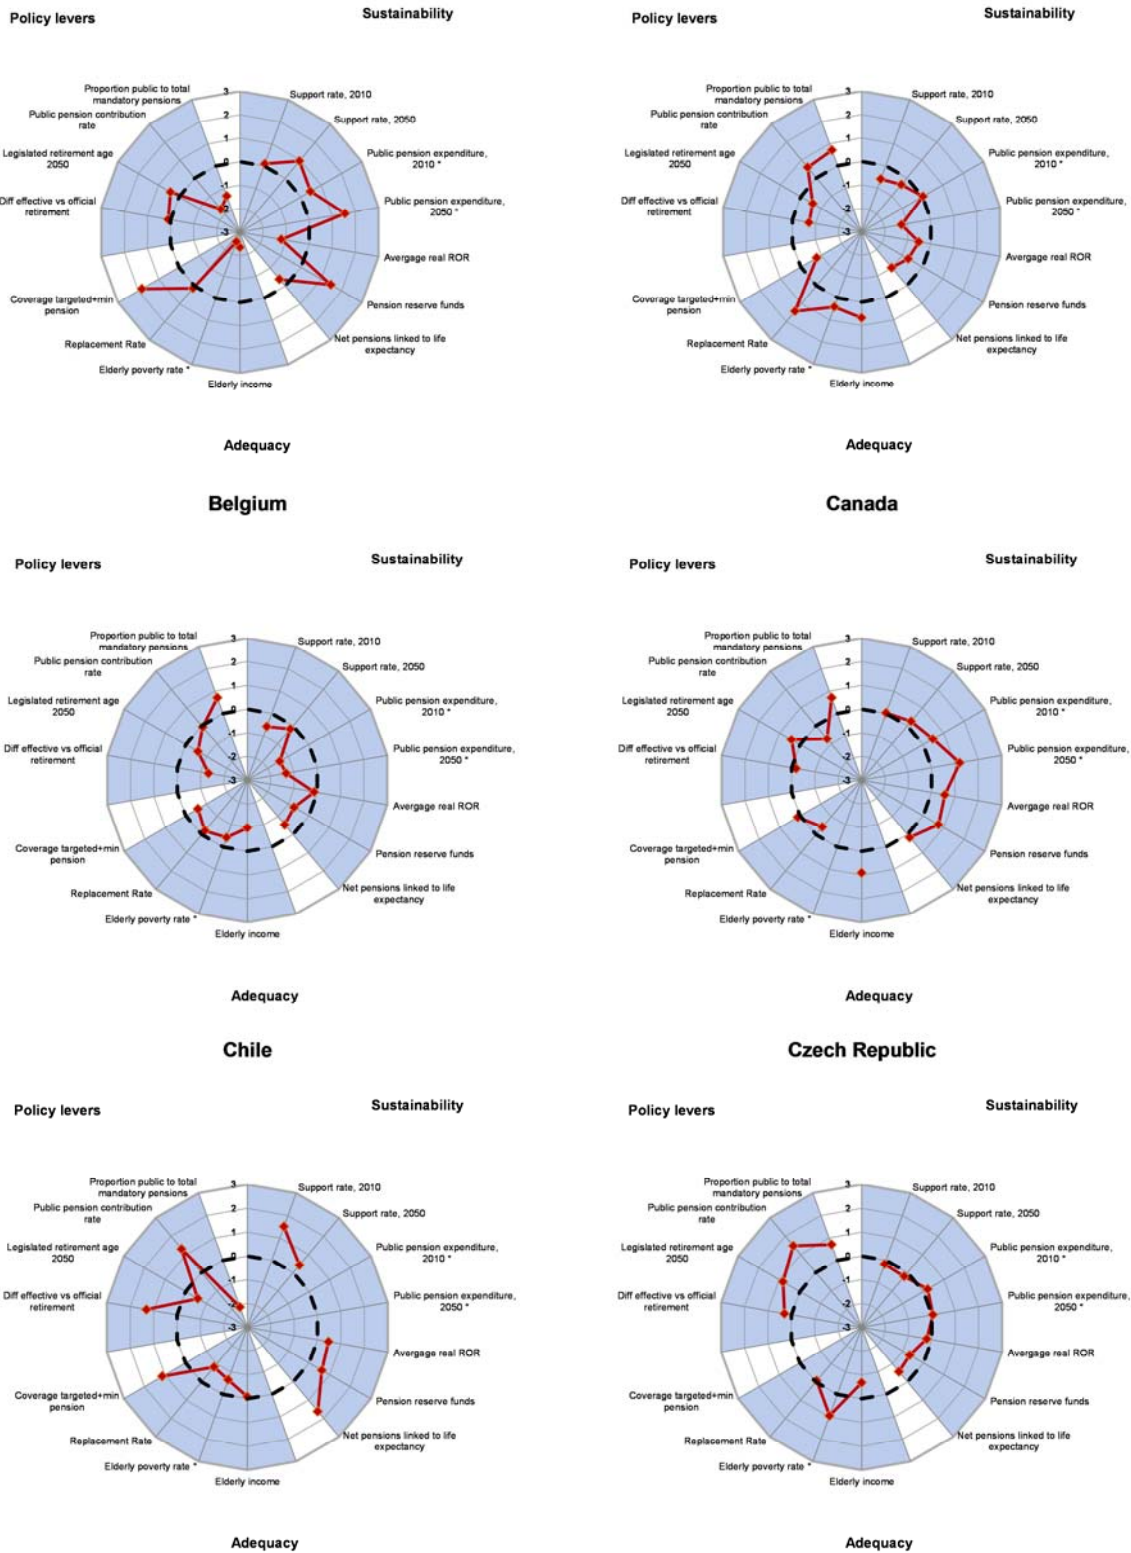 Policy levers
Sustainability
Proportion public to total
mandatory pensions
Public pension contribution
rate
Legislated retirement age
2050
Diff effective vs official
retirement
Coverage targeted+min
pension
Replacement Rate
Elderly poverty rate *
Elderly income
Support rate, 2010
Support rate, 2050
Public pension expenditure,
2010 *
Public pension expenditure,
2050 *
Avergage real ROR
Pension reserve funds
Net pensions linked to life
expectancy
3
2
1
0
-1
-2
-3
Adequacy
Policy levers
Sustainability
Proportion public to total
mandatory pensions
Public pension contribution
rate
Legislated retirement age
2050
Diff effective vs official
retirement
Coverage targeted+min
pension
Replacement Rate
Elderly poverty rate *
Elderly income
Support rate, 2010
Support rate, 2050
Public pension expenditure,
2010 *
Public pension expenditure,
2050 *
Avergage real ROR
Pension reserve funds
Net pensions linked to life
expectancy
3
2
1
0
-1
-2
-3
Adequacy
Belgium
Policy levers
Sustainability
Proportion public to total
mandatory pensions
Public pension contribution
rate
Legislated retirement age
2050
Diff effective vs official
retirement
Coverage targeted+min
pension
Replacement Rate
Elderly poverty rate *
Elderly income
Support rate, 2010
Support rate, 2050
Public pension expenditure,
2010 *
Public pension expenditure,
2050 *
Avergage real ROR
Pension reserve funds
Net pensions linked to life
expectancy
3
2
1
0
-1
-2
-3
Adequacy
Canada
Policy levers
Sustainability
Proportion public to total
mandatory pensions
Public pension contribution
rate
Legislated retirement age
2050
Diff effective vs official
retirement
Coverage targeted+min
pension
Replacement Rate
Elderly poverty rate *
Elderly income
Support rate, 2010
Support rate, 2050
Public pension expenditure,
2010 *
Public pension expenditure,
2050 *
Avergage real ROR
Pension reserve funds
Net pensions linked to life
expectancy
3
2
1
0
-1
-2
-3
Adequacy
Chile
Policy levers
Sustainability
Proportion public to total
mandatory pensions
Public pension contribution
rate
Legislated retirement age
2050
Diff effective vs official
retirement
Coverage targeted+min
pension
Replacement Rate
Elderly poverty rate *
Elderly income
Support rate, 2010
Support rate, 2050
Public pension expenditure,
2010 *
Public pension expenditure,
2050 *
Avergage real ROR
Pension reserve funds
Net pensions linked to life
expectancy
3
2
1
0
-1
-2
-3
Adequacy
Czech Republic
Policy levers
Sustainability
Proportion public to total
mandatory pensions
Public pension contribution
rate
Legislated retirement age
2050
Diff effective vs official
retirement
Coverage targeted+min
pension
Replacement Rate
Elderly poverty rate *
Elderly income
Support rate, 2010
Support rate, 2050
Public pension expenditure,
2010 *
Public pension expenditure,
2050 *
Avergage real ROR
Pension reserve funds
Net pensions linked to life
expectancy
3
2
1
0
-1
-2
-3
Adequacy